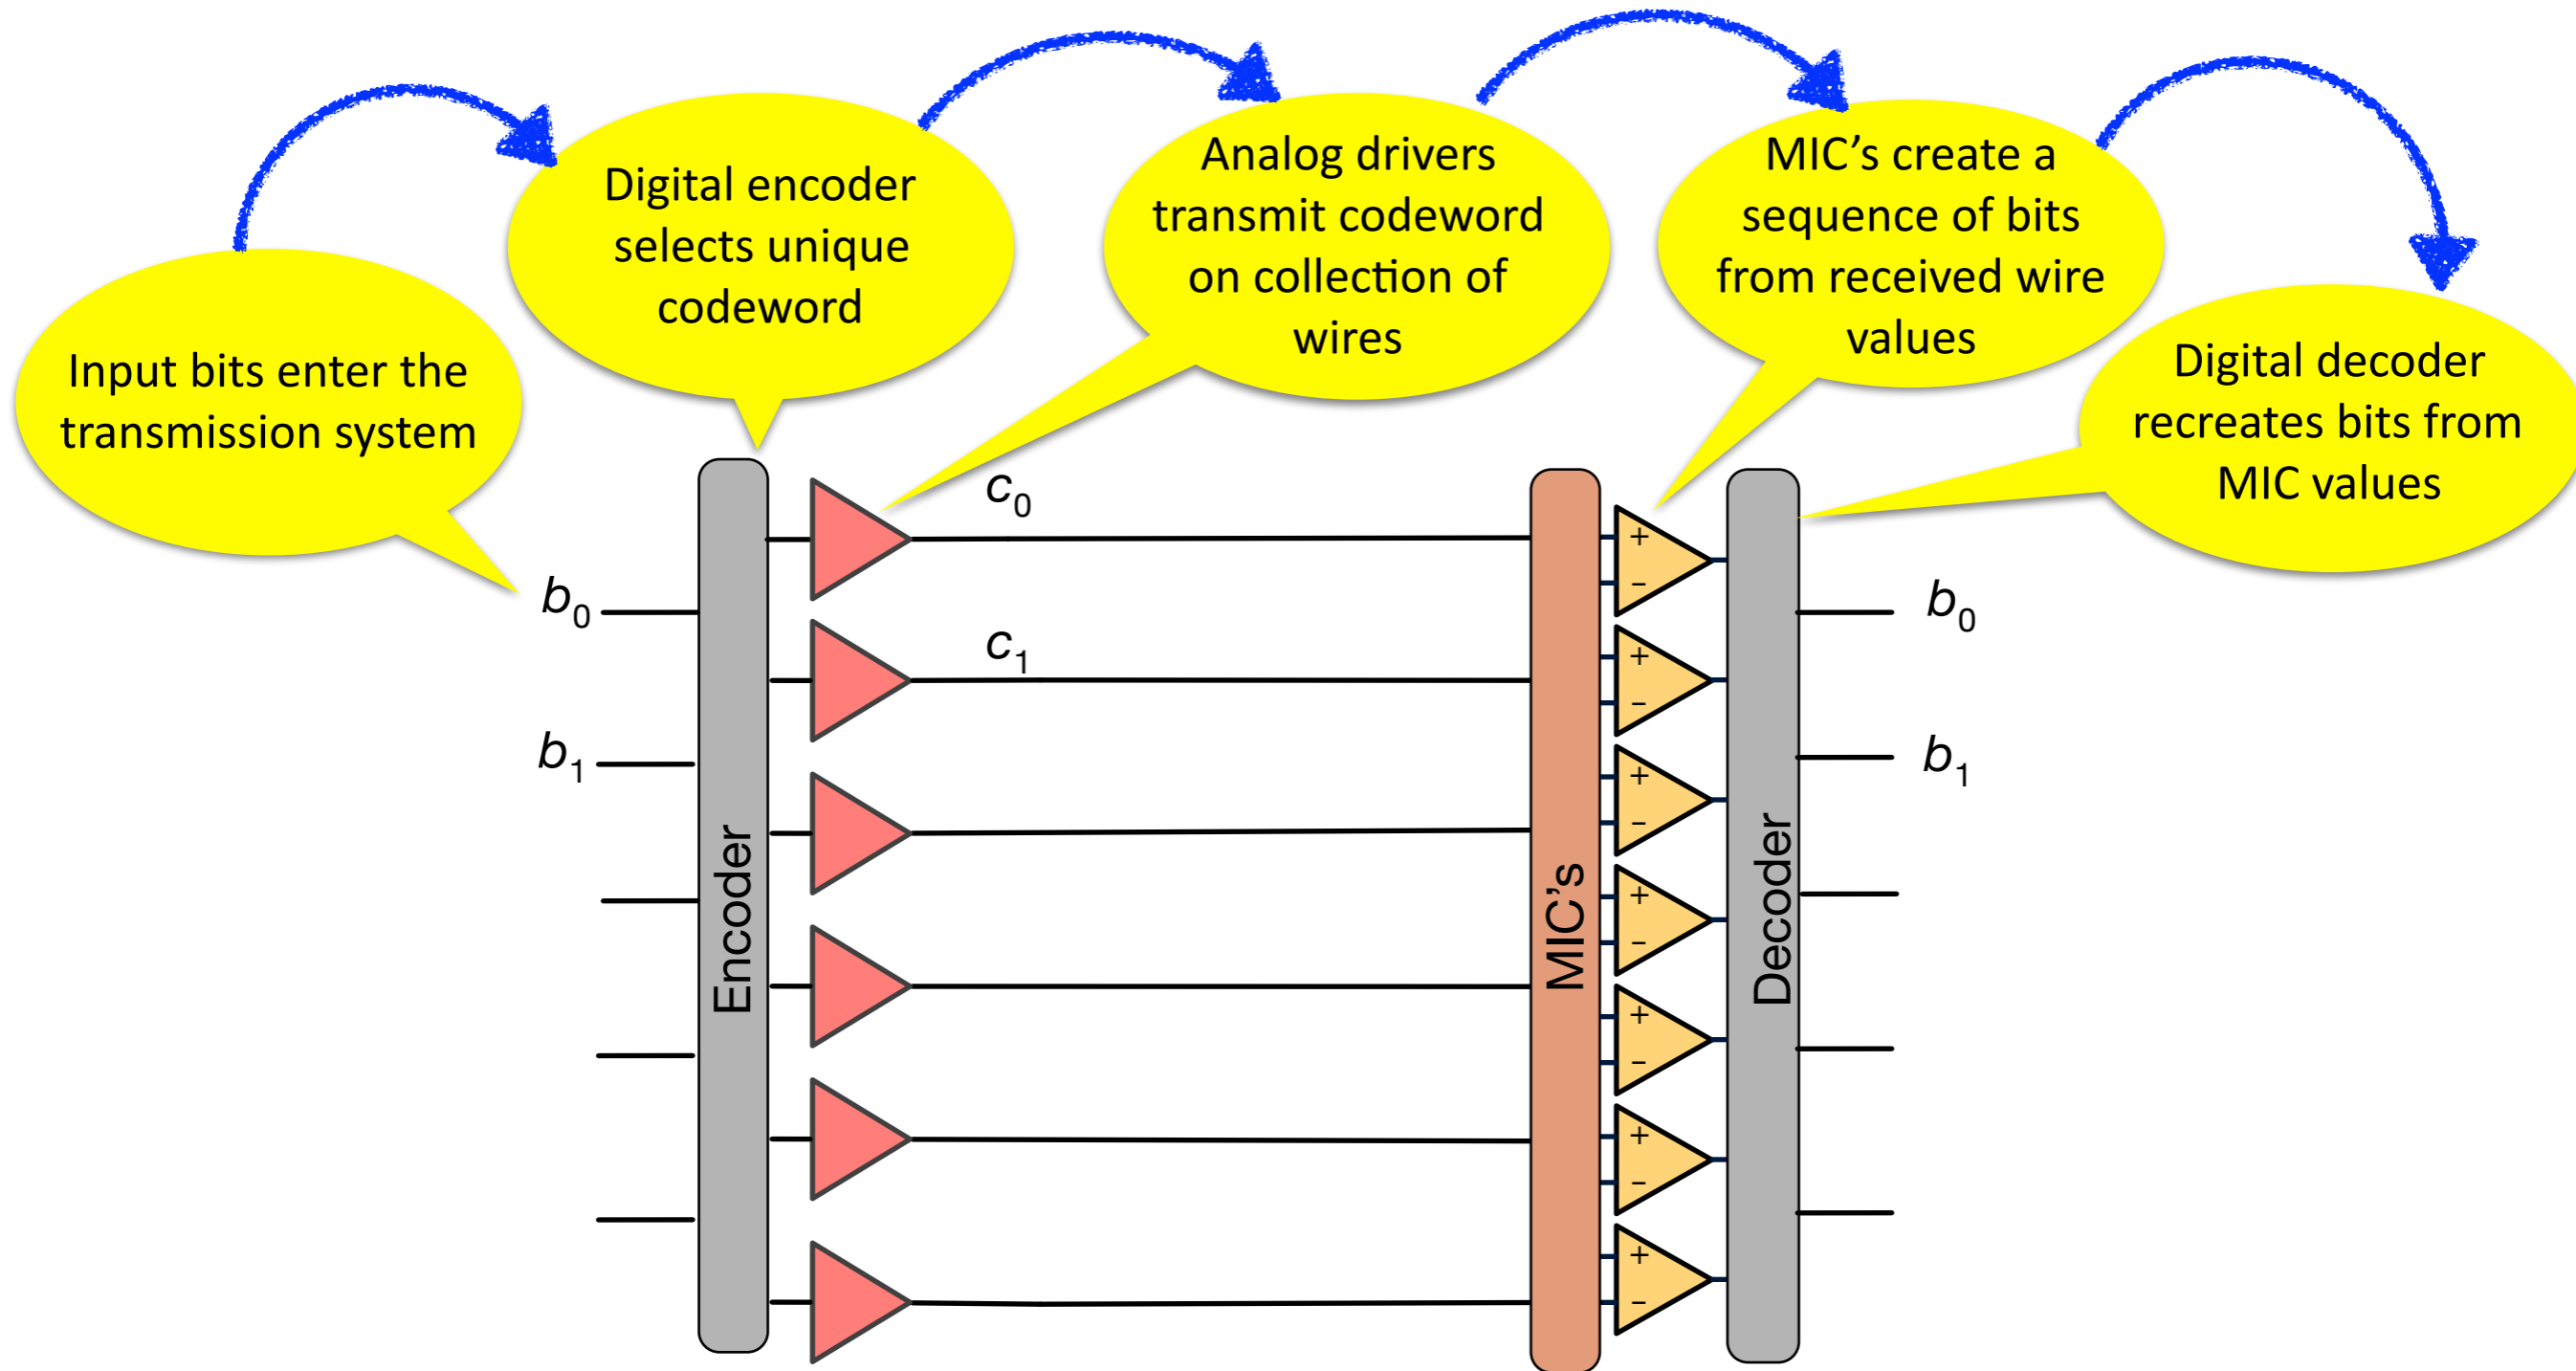 Input bits enter the
transmission system
Digital encoder
selects unique
codeword
Analog drivers
transmit codeword
on collection of
wires
MIC's create a
sequence of bits
from received wire
values
Digital decoder
recreates bits from
MIC values
b₀
b₁
Encoder
c₀
c₁
MIC's
+
−
+
−
+
−
+
−
+
−
+
−
+
−
Decoder
b₀
b₁